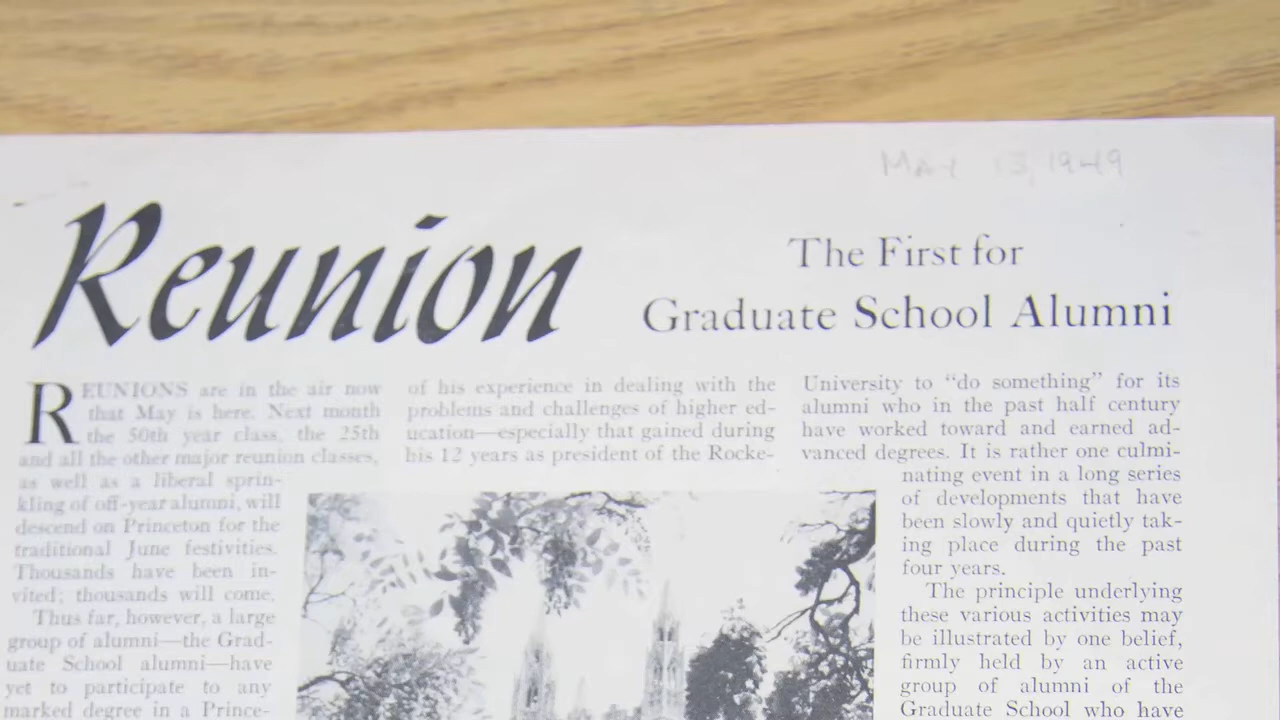 MAY 13, 1949
Reunion
The First for
Graduate School Alumni
REUNIONS are in the air now
that May is here. Next month
the 50th year class, the 25th
and all the other major reunion classes,
as well as a liberal sprin-
kling of off-year alumni, will
descend on Princeton for the
traditional June festivities.
Thousands have been in-
vited; thousands will come.
Thus far, however, a large
group of alumni—the Grad-
uate School alumni—have
yet to participate to any
marked degree in a Prince-
of his experience in dealing with the
problems and challenges of higher ed-
ucation—especially that gained during
his 12 years as president of the Rocke-
University to "do something" for its
alumni who in the past half century
have worked toward and earned ad-
vanced degrees. It is rather one culmi-
nating event in a long series
of developments that have
been slowly and quietly tak-
ing place during the past
four years.
The principle underlying
these various activities may
be illustrated by one belief,
firmly held by an active
group of alumni of the
Graduate School who have